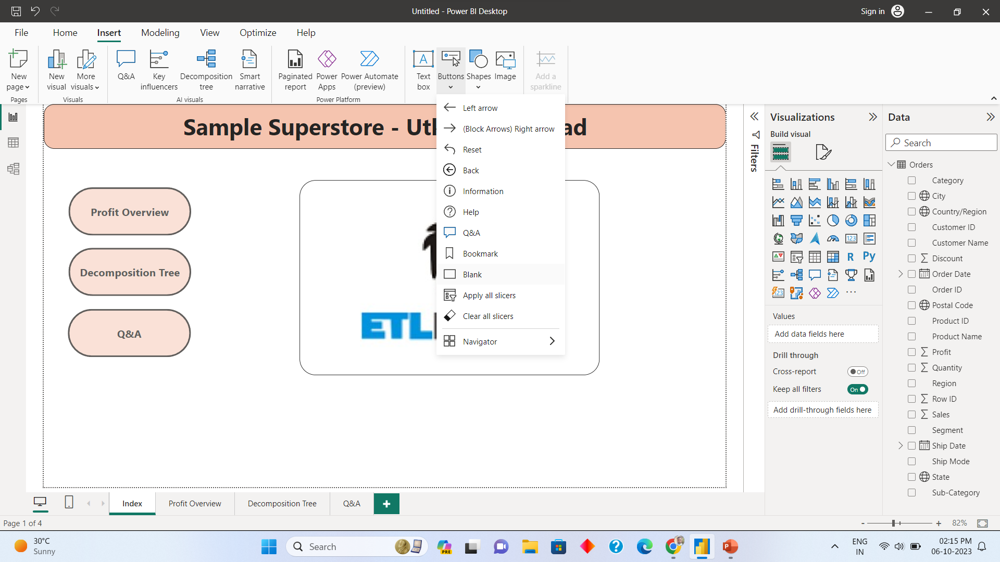 Untitled - Power BI Desktop
Sign in
File
Home
Insert
Modeling
View
Optimize
Help
New page
New visual
More visuals
Q&A
Key influencers
Decomposition tree
Smart narrative
Paginated report
Power Apps
Power Automate (preview)
Text box
Buttons
Shapes
Image
Add a sparkline
Pages
Visuals
AI visuals
Power Platform
Sample Superstore - Ut
ad
Left arrow
(Block Arrows) Right arrow
Reset
Back
Information
Help
Q&A
Bookmark
Blank
Apply all slicers
Clear all slicers
Navigator
Profit Overview
Decomposition Tree
Q&A
ETL
Filters
Visualizations
Build visual
123
R
Py
123
Values
Add data fields here
Drill through
Cross-report
Off
Keep all filters
On
Add drill-through fields here
Data
Search
Orders
Category
City
Country/Region
Customer ID
Customer Name
Discount
Order Date
Order ID
Postal Code
Product ID
Product Name
Profit
Quantity
Region
Row ID
Sales
Segment
Ship Date
Ship Mode
State
Sub-Category
Index
Profit Overview
Decomposition Tree
Q&A
Page 1 of 4
- + 82%
30°C
Sunny
Search
PRE
ENG
IN
02:15 PM
06-10-2023